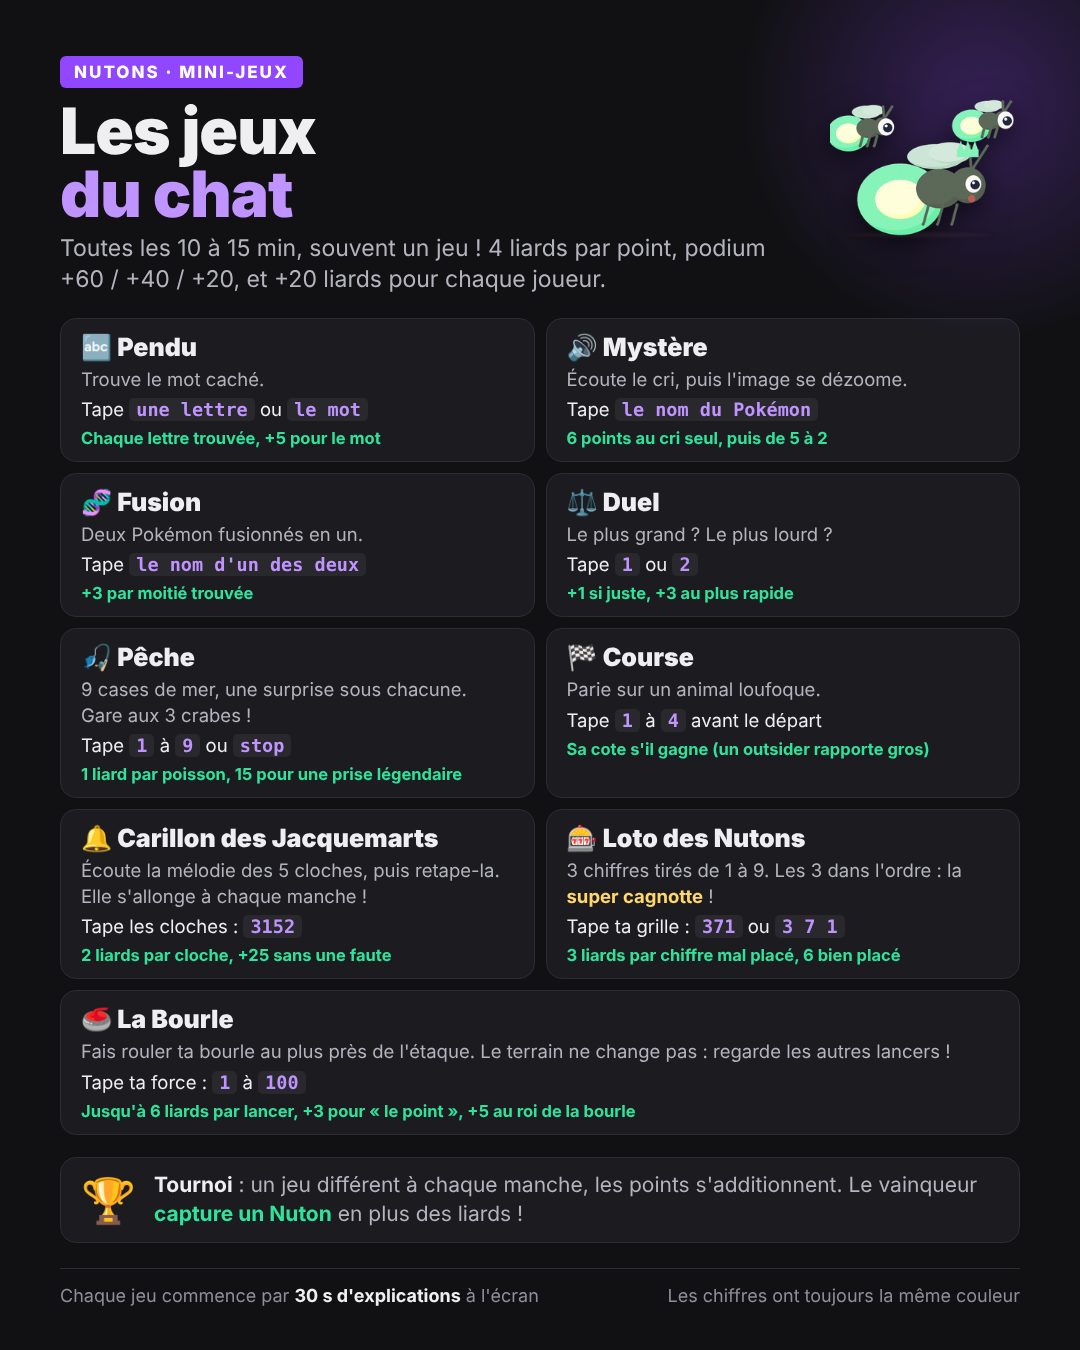 NUTONS · MINI-JEUX
Les jeux
du chat
Toutes les 10 à 15 min, souvent un jeu ! 4 liards par point, podium
+60 / +40 / +20, et +20 liards pour chaque joueur.
abc Pendu
Trouve le mot caché.
Tape une lettre ou le mot
Chaque lettre trouvée, +5 pour le mot
Mystère
Écoute le cri, puis l'image se dézoome.
Tape le nom du Pokémon
6 points au cri seul, puis de 5 à 2
Fusion
Deux Pokémon fusionnés en un.
Tape le nom d'un des deux
+3 par moitié trouvée
Duel
Le plus grand ? Le plus lourd ?
Tape 1 ou 2
+1 si juste, +3 au plus rapide
Pêche
9 cases de mer, une surprise sous chacune.
Gare aux 3 crabes !
Tape 1 à 9 ou stop
1 liard par poisson, 15 pour une prise légendaire
Course
Parie sur un animal loufoque.
Tape 1 à 4 avant le départ
Sa cote s'il gagne (un outsider rapporte gros)
Carillon des Jacquemarts
Écoute la mélodie des 5 cloches, puis retape-la.
Elle s'allonge à chaque manche !
Tape les cloches : 3152
2 liards par cloche, +25 sans une faute
Loto des Nutons
3 chiffres tirés de 1 à 9. Les 3 dans l'ordre : la
super cagnotte !
Tape ta grille : 371 ou 3 7 1
3 liards par chiffre mal placé, 6 bien placé
La Bourle
Fais rouler ta bourle au plus près de l'étaque. Le terrain ne change pas : regarde les autres lancers !
Tape ta force : 1 à 100
Jusqu'à 6 liards par lancer, +3 pour « le point », +5 au roi de la bourle
Tournoi : un jeu différent à chaque manche, les points s'additionnent. Le vainqueur
capture un Nuton en plus des liards !
Chaque jeu commence par 30 s d'explications à l'écran
Les chiffres ont toujours la même couleur